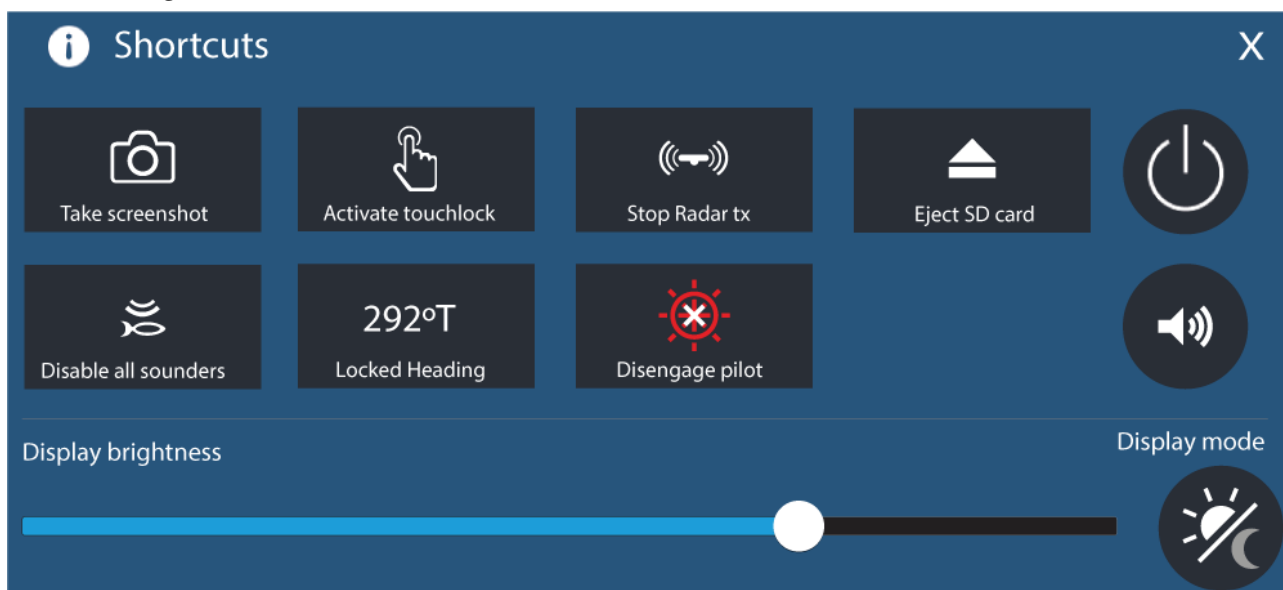 Shortcuts
X
Take screenshot
Activate touchlock
Stop Radar tx
Eject SD card
Disable all sounders
292ºT
Locked Heading
Disengage pilot
Display brightness
Display mode